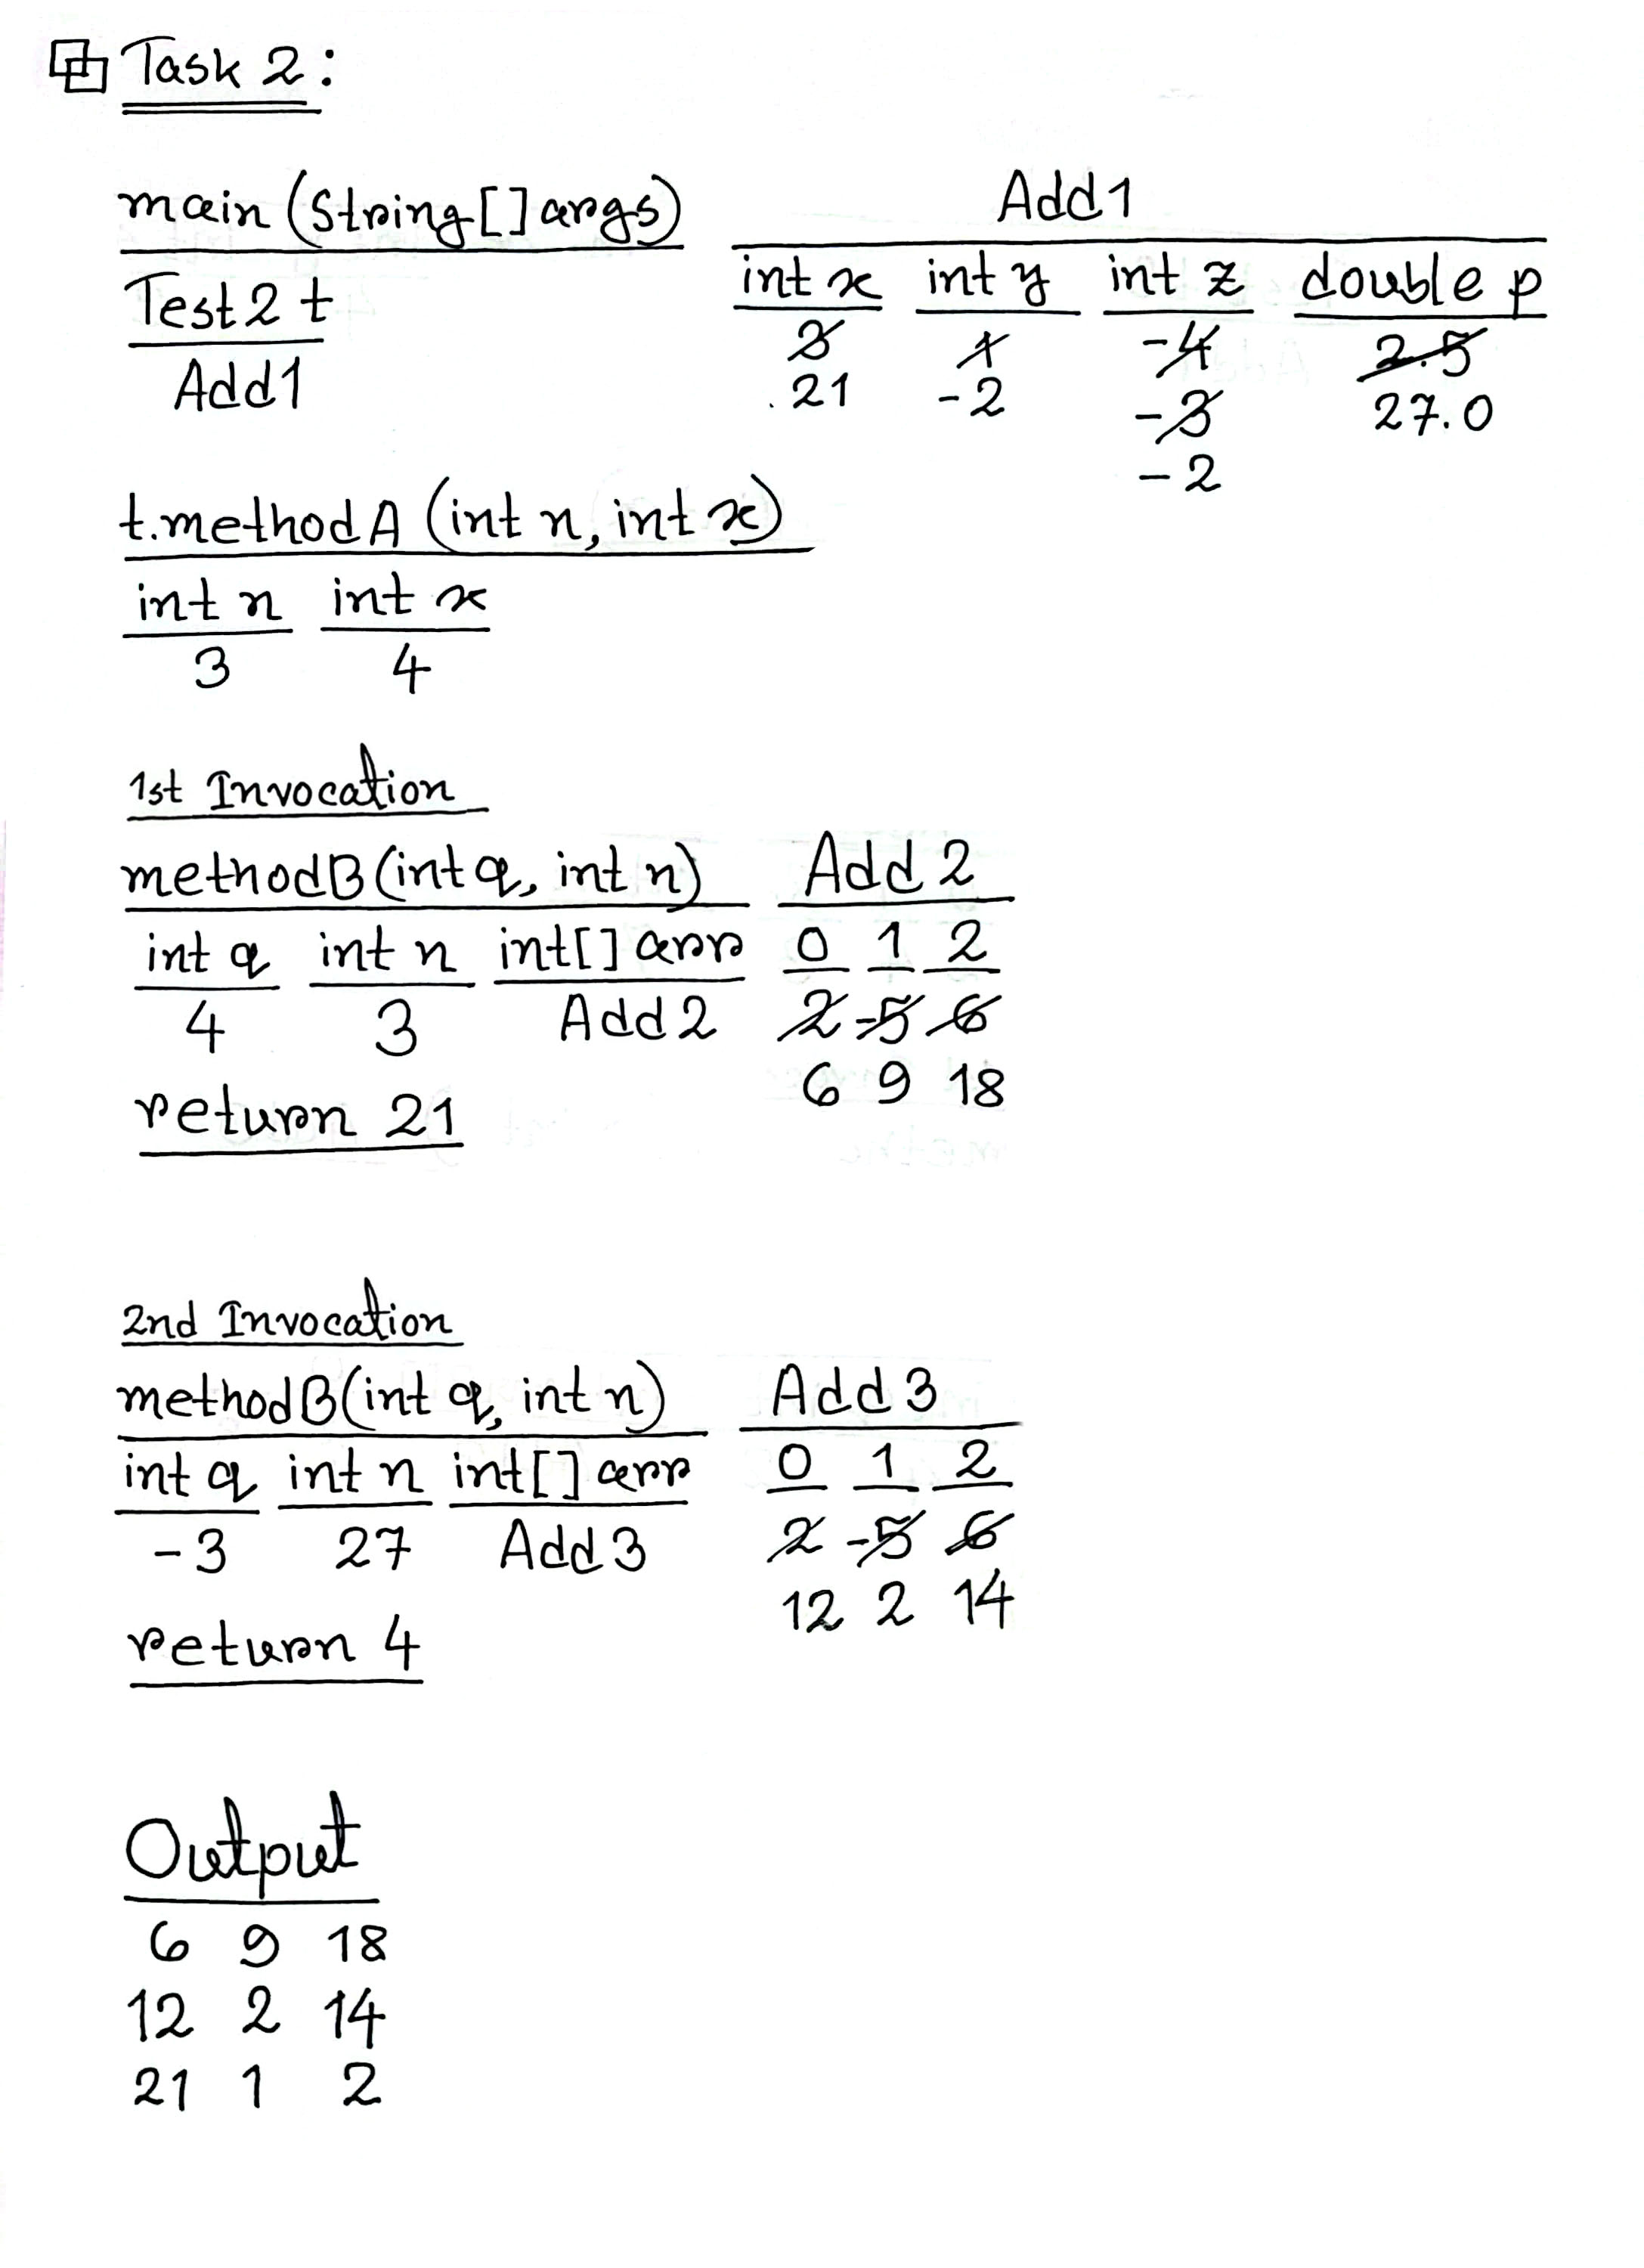 Task 2:
main (String[] args) Add1
Test2 t int x int y int z double p
Add1 3 1 -4 2.5
21 -2 -3 27.0
-2
t.methodA (int n, int x)
int n int x
3 4
1st Invocation
methodB (int q, int n) Add 2
int q int n int[] arr 0 1 2
4 3 Add2 2 -5 6
6 9 18
return 21
2nd Invocation
methodB (int q, int n) Add 3
int q int n int[] arr 0 1 2
-3 27 Add 3 2 -5 6
12 2 14
return 4
Output
6 9 18
12 2 14
21 1 2